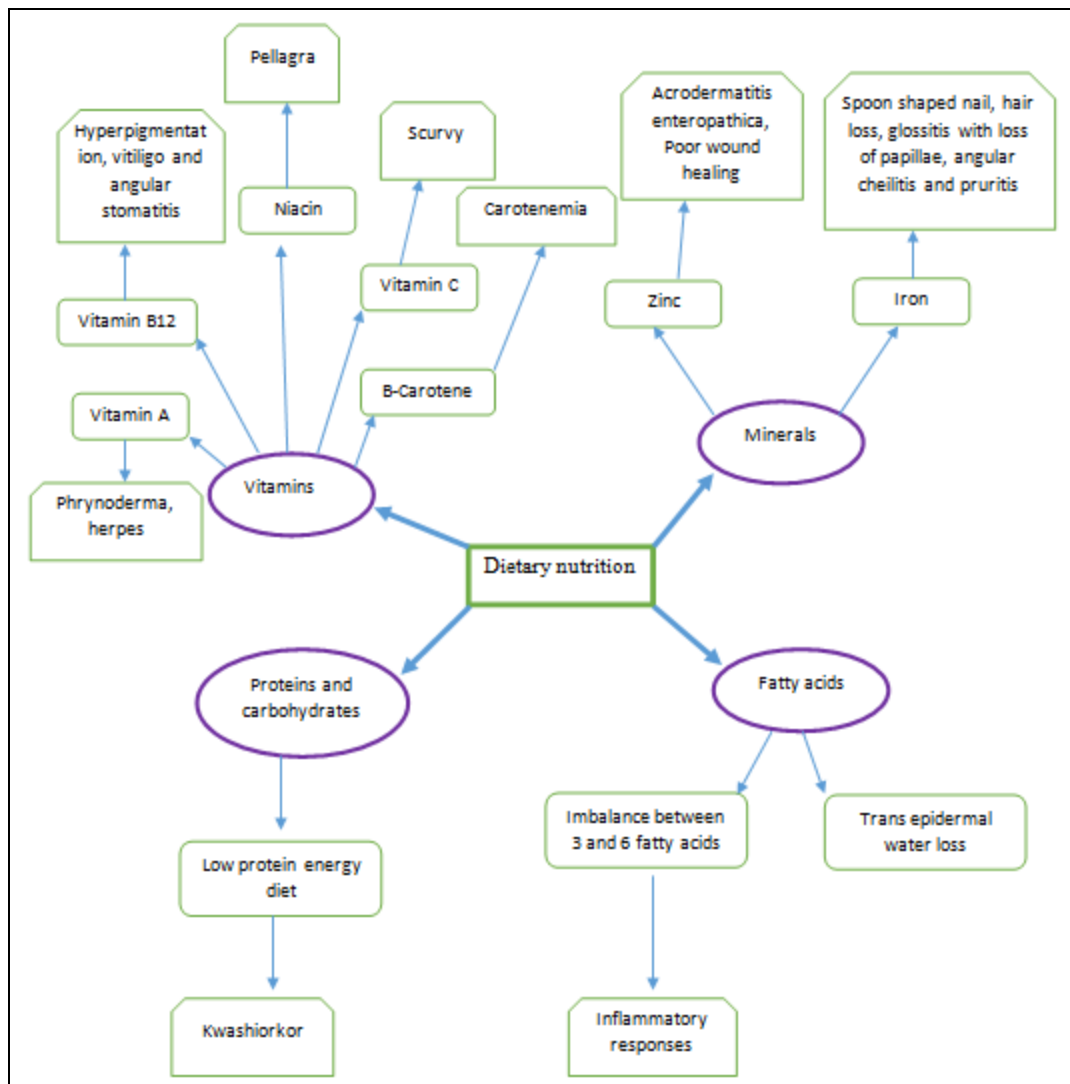 Pellagra
Hyperpigmentat
ion, vitiligo and
angular
stomatitis
Niacin
Scurvy
Carotenemia
Acrodermatitis
enteropathica,
Poor wound
healing
Spoon shaped nail, hair
loss, glossitis with loss
of papillae, angular
cheilitis and pruritis
Vitamin B12
Vitamin C
Zinc
Iron
Vitamin A
B-Carotene
Minerals
Vitamins
Phrynoderma,
herpes
Dietary nutrition
Proteins and
carbohydrates
Fatty acids
Low protein energy
diet
Imbalance between
3 and 6 fatty acids
Trans epidermal
water loss
Kwashiorkor
Inflammatory
responses